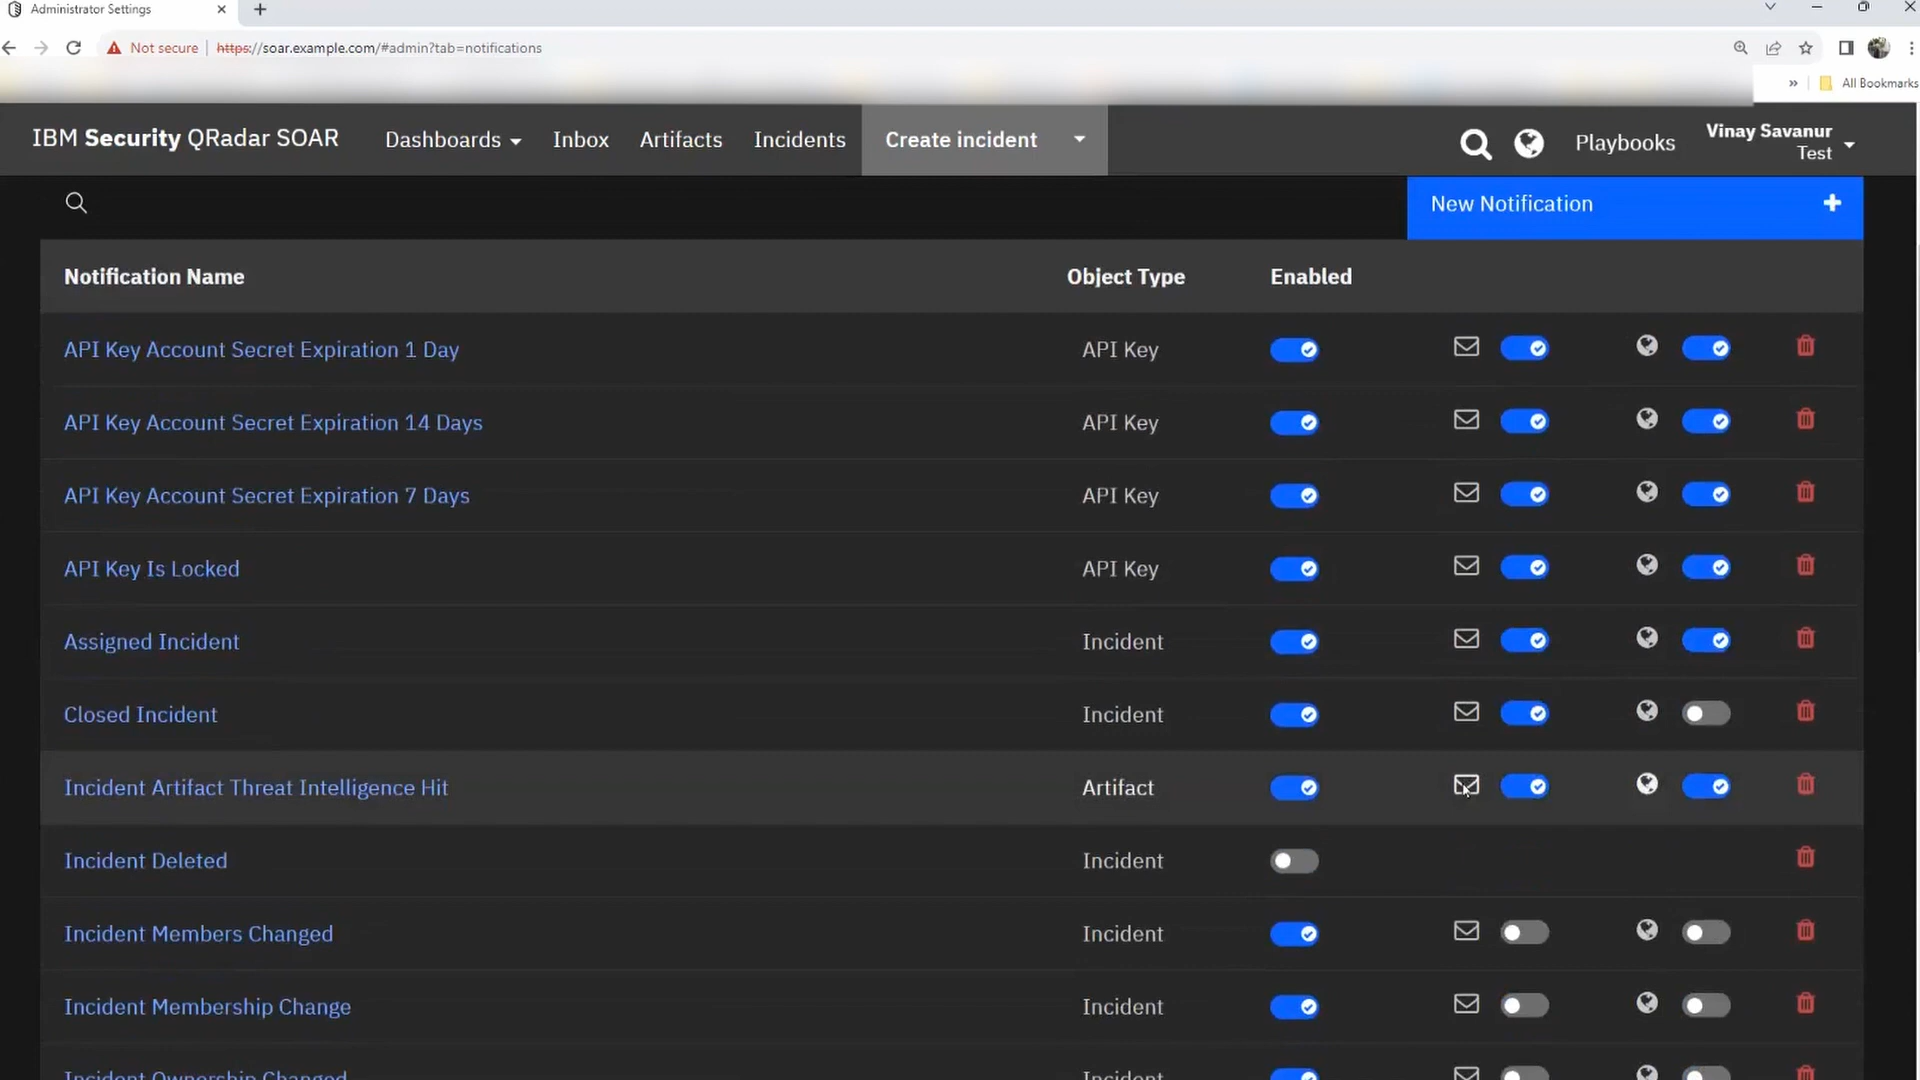 Administrator Settings
Not secure https://soar.example.com/#admin?tab=notifications
All Bookmarks
IBM Security QRadar SOAR Dashboards Inbox Artifacts Incidents Create incident Playbooks Vinay Savanur
Test
New Notification
Notification Name Object Type Enabled
API Key Account Secret Expiration 1 Day API Key
API Key Account Secret Expiration 14 Days API Key
API Key Account Secret Expiration 7 Days API Key
API Key Is Locked API Key
Assigned Incident Incident
Closed Incident Incident
Incident Artifact Threat Intelligence Hit Artifact
Incident Deleted Incident
Incident Members Changed Incident
Incident Membership Change Incident
Incident Ownership Changed Incident